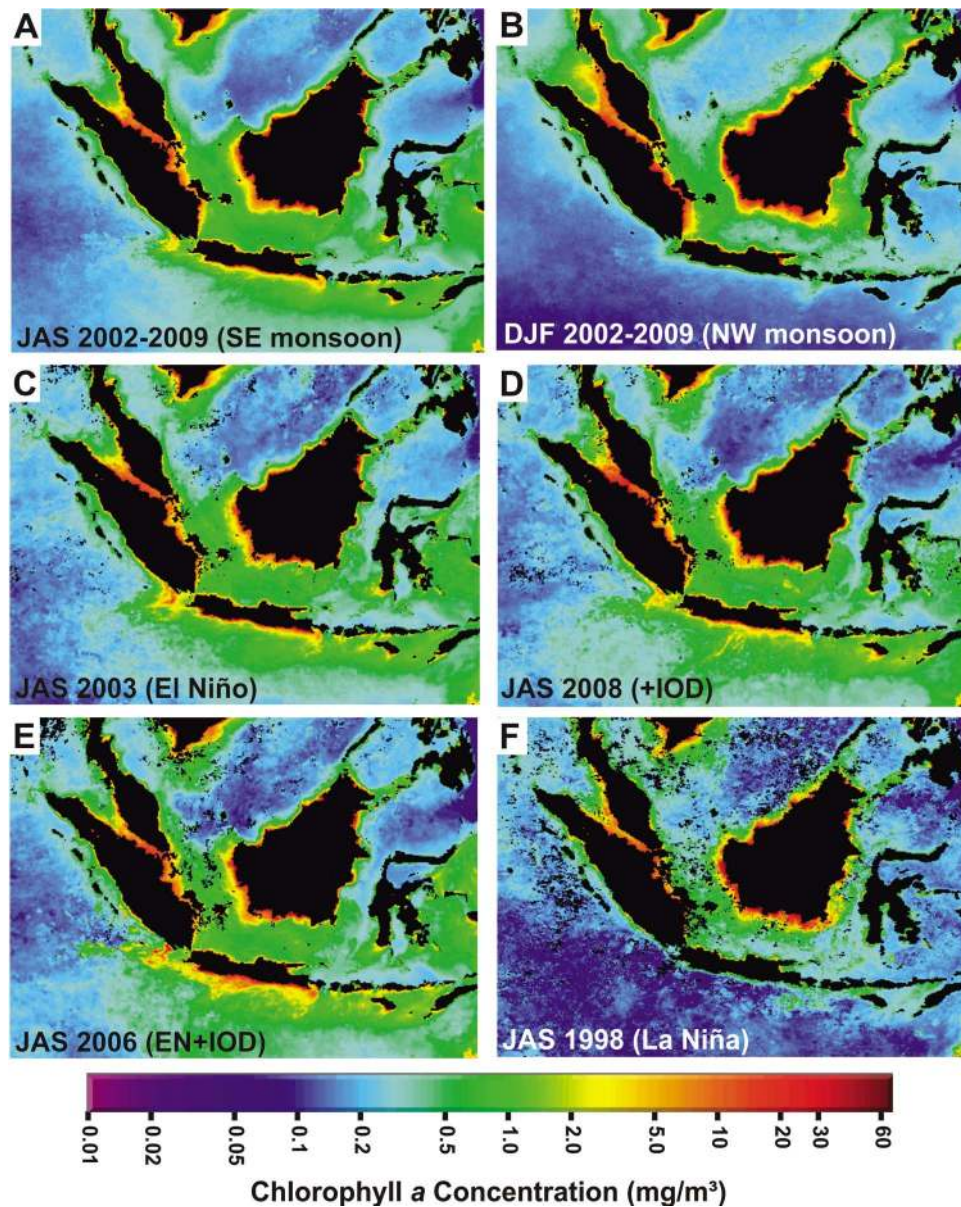 A
JAS 2002-2009 (SE monsoon)
B
DJF 2002-2009 (NW monsoon)
C
JAS 2003 (El Niño)
D
JAS 2008 (+IOD)
E
JAS 2006 (EN+IOD)
F
JAS 1998 (La Niña)
0.01 0.02 0.05 0.1 0.2 0.5 1.0 2.0 5.0 10 20 30 60
Chlorophyll a Concentration (mg/m³)